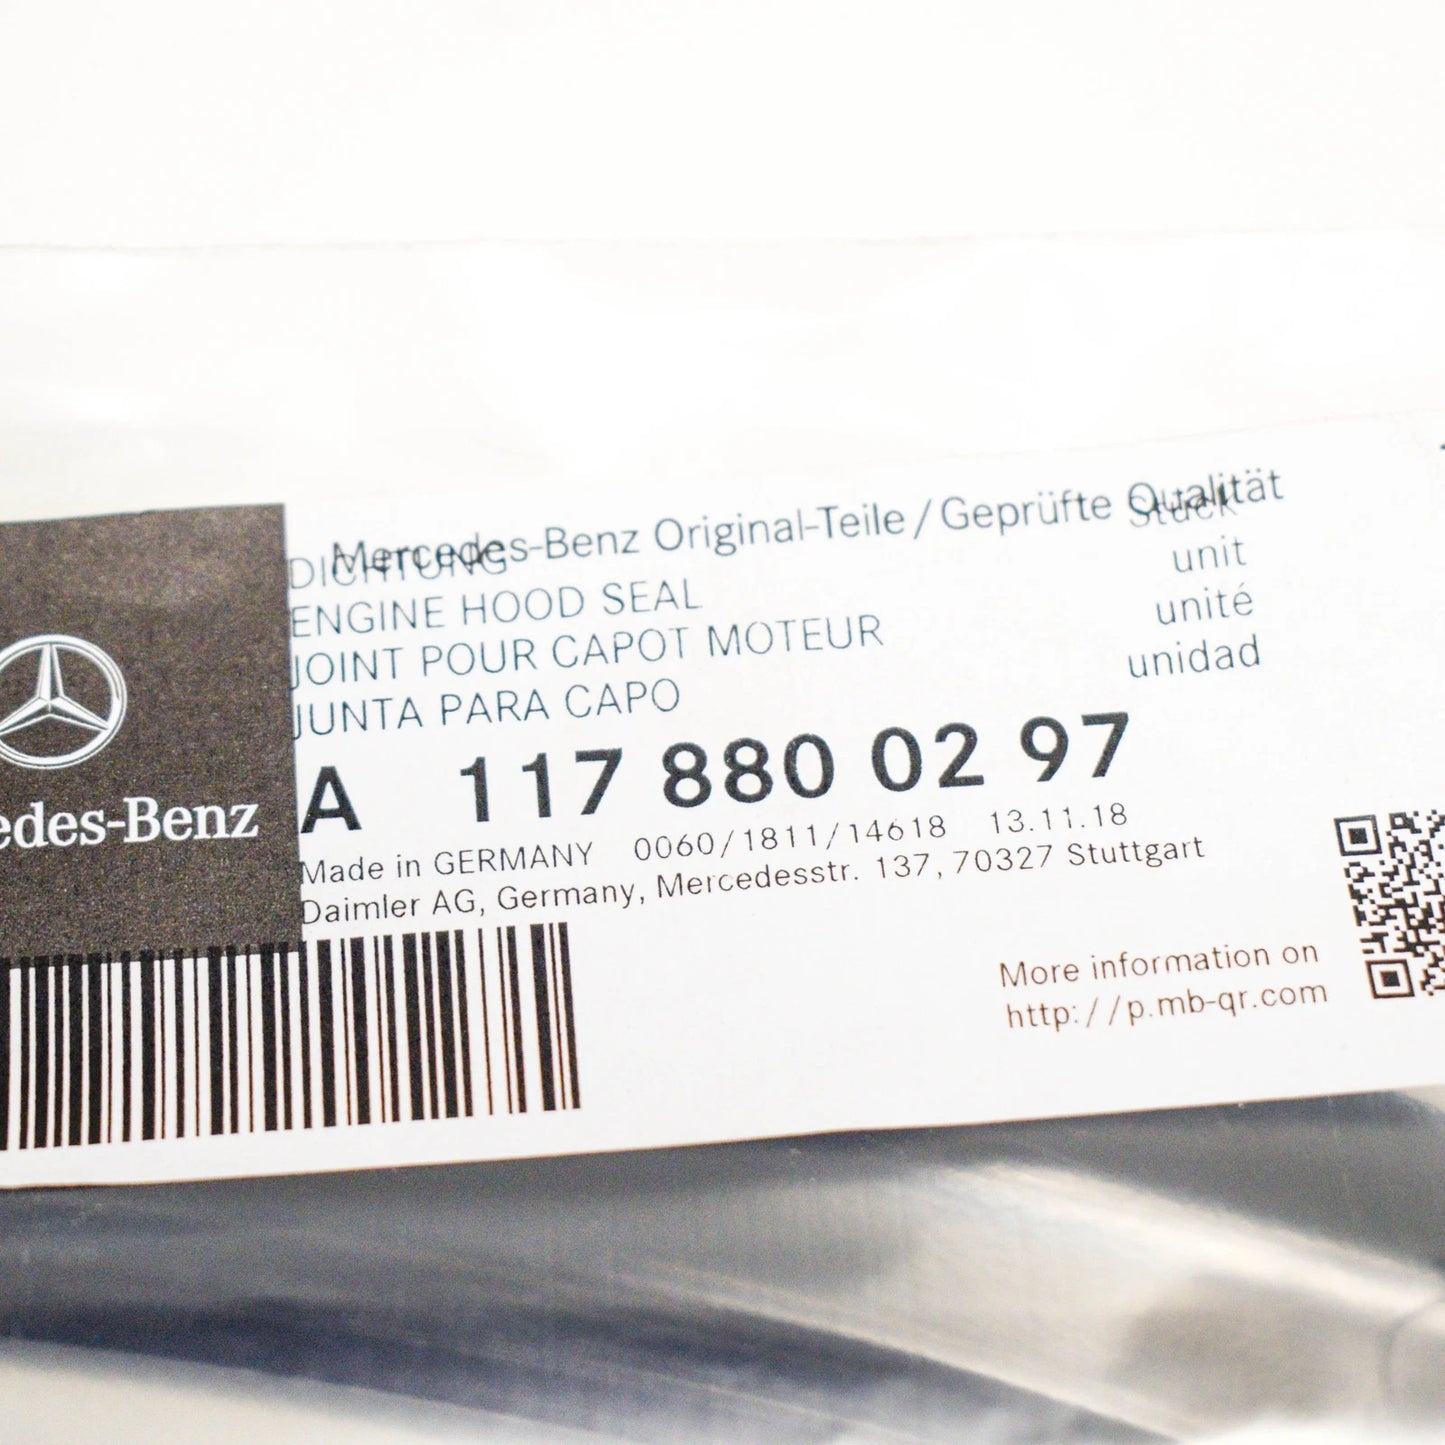 Mercedes-Benz Original-Teile / Geprüfte Qualität
DICHTUNG Stück
ENGINE HOOD SEAL unit
JOINT POUR CAPOT MOTEUR unité
JUNTA PARA CAPO unidad
A 117 880 02 97
edes-Benz
Made in GERMANY 0060/1811/14618 13.11.18
Daimler AG, Germany, Mercedesstr. 137, 70327 Stuttgart
More information on
http://p.mb-qr.com